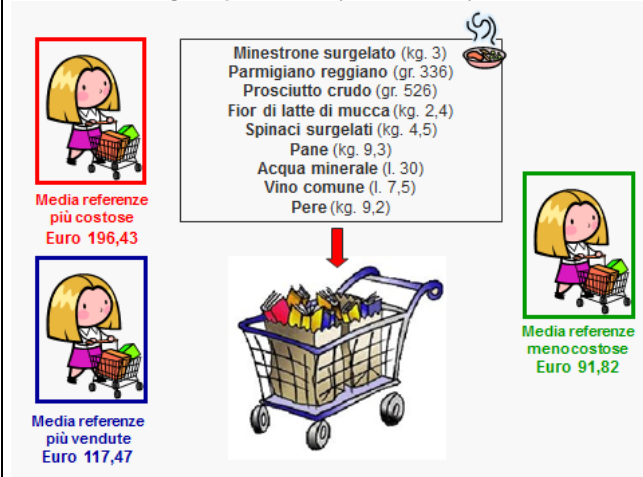 Minestrone surgelato (kg. 3)
Parmigiano reggiano (gr. 336)
Prosciutto crudo (gr. 526)
Fior di latte di mucca (kg. 2,4)
Spinaci surgelati (kg. 4,5)
Pane (kg. 9,3)
Acqua minerale (l. 30)
Vino comune (l. 7,5)
Pere (kg. 9,2)
Media referenze
più costose
Euro 196,43
Media referenze
più vendute
Euro 117,47
Media referenze
meno costose
Euro 91,82